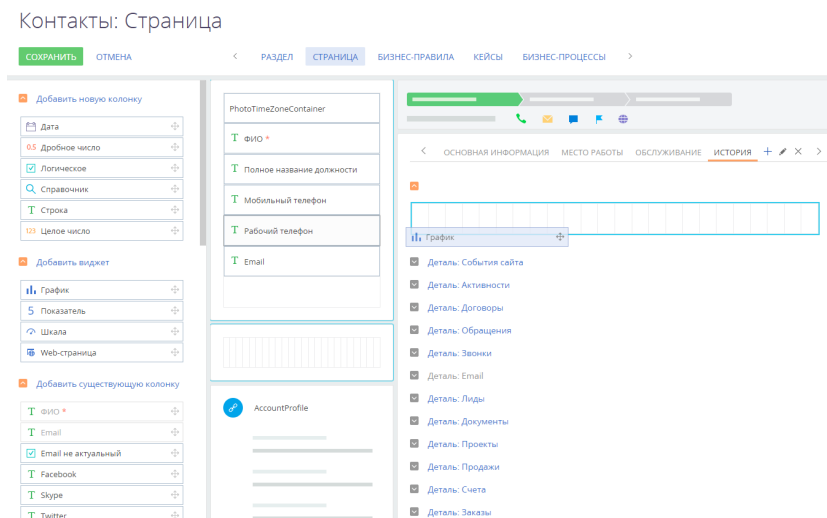 Контакты: Страница
СОХРАНИТЬ ОТМЕНА
РАЗДЕЛ СТРАНИЦА БИЗНЕС-ПРАВИЛА КЕЙСЫ БИЗНЕС-ПРОЦЕССЫ
Добавить новую колонку
Дата
0.5 Дробное число
Логическое
Справочник
T Строка
123 Целое число
Добавить виджет
График
5 Показатель
Шкала
Web-страница
Добавить существующую колонку
T ФИО *
T Email
Email не актуальный
T Facebook
T Skype
T Twitter
PhotoTimeZoneContainer
T ФИО *
T Полное название должности
T Мобильный телефон
T Рабочий телефон
T Email
AccountProfile
ОСНОВНАЯ ИНФОРМАЦИЯ МЕСТО РАБОТЫ ОБСЛУЖИВАНИЕ ИСТОРИЯ
График
Деталь: События сайта
Деталь: Активности
Деталь: Договоры
Деталь: Обращения
Деталь: Звонки
Деталь: Email
Деталь: Лиды
Деталь: Документы
Деталь: Проекты
Деталь: Продажи
Деталь: Счета
Деталь: Заказы